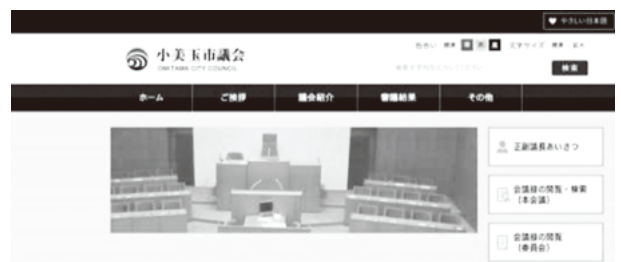 やさしい日本語
小美玉市議会
OMITAMA CITY COUNCIL
色合い 標準
文字サイズ 標準 拡大
検索
ホーム
ご挨拶
議会紹介
審議結果
その他
正副議長あいさつ
会議録の閲覧・検索
(本会議)
会議録の閲覧
(委員会)